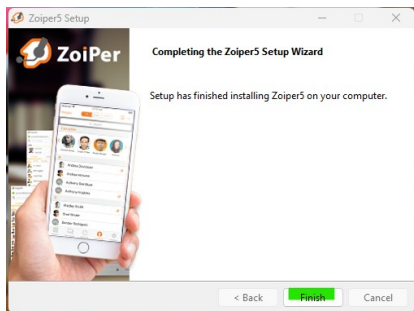 Zoiper5 Setup
ZoiPer
Completing the Zoiper5 Setup Wizard
Setup has finished installing Zoiper5 on your computer.
< Back
Finish
Cancel